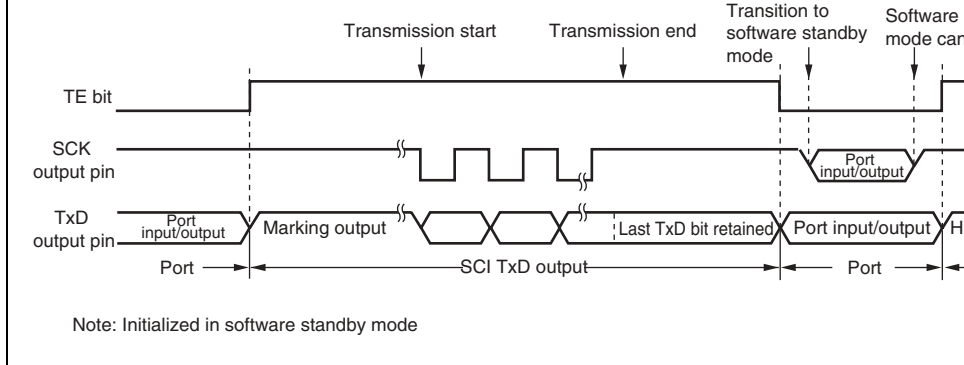 Transmission start
Transmission end
Transition to
software standby
mode
Software
mode can
TE bit
SCK
output pin
Port
input/output
TxD
output pin
Port
input/output
Marking output
Last TxD bit retained
Port input/output
H
Port
SCI TxD output
Port
Note: Initialized in software standby mode